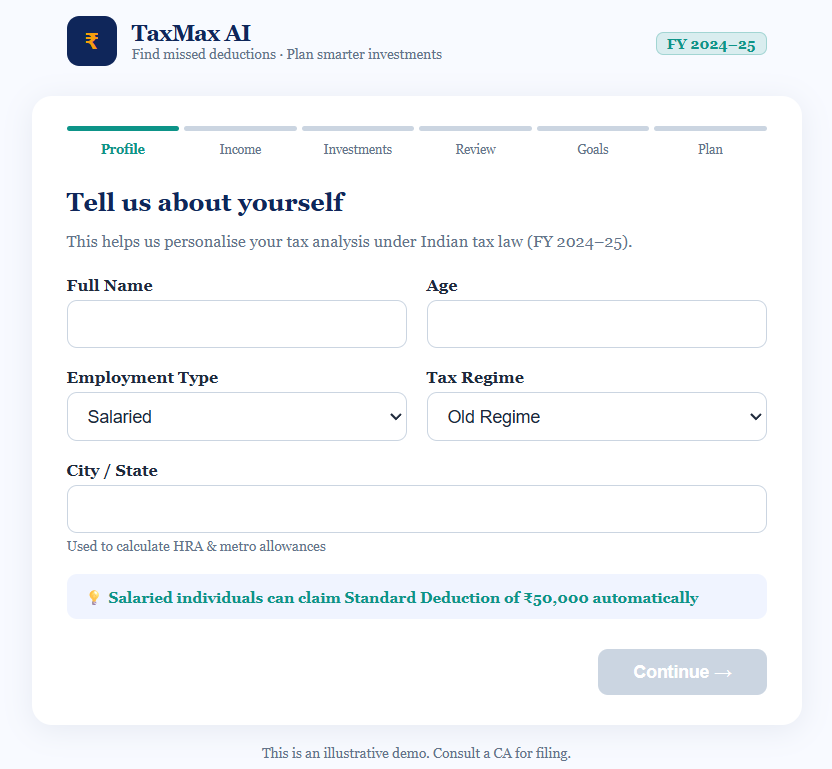 ₹
TaxMax AI
Find missed deductions · Plan smarter investments
FY 2024–25
Profile
Income
Investments
Review
Goals
Plan
Tell us about yourself
This helps us personalise your tax analysis under Indian tax law (FY 2024–25).
Full Name
Age
Employment Type
Tax Regime
Salaried
Old Regime
City / State
Used to calculate HRA & metro allowances
💡 Salaried individuals can claim Standard Deduction of ₹50,000 automatically
Continue →
This is an illustrative demo. Consult a CA for filing.